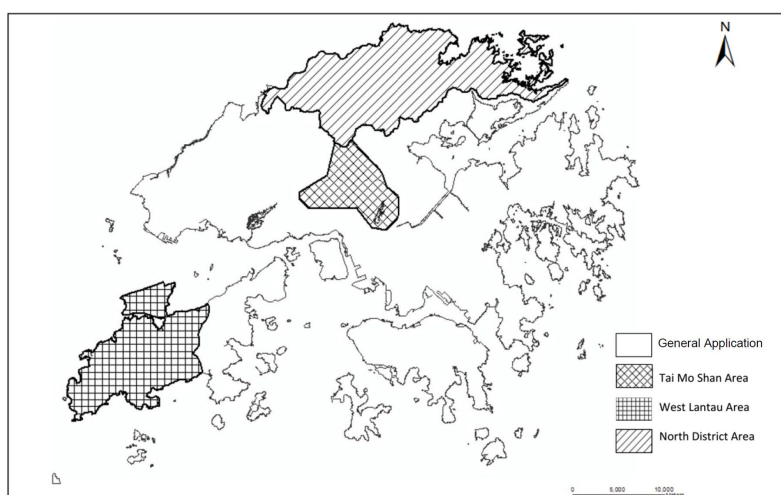 N
General Application
Tai Mo Shan Area
West Lantau Area
North District Area
0 5,000 10,000